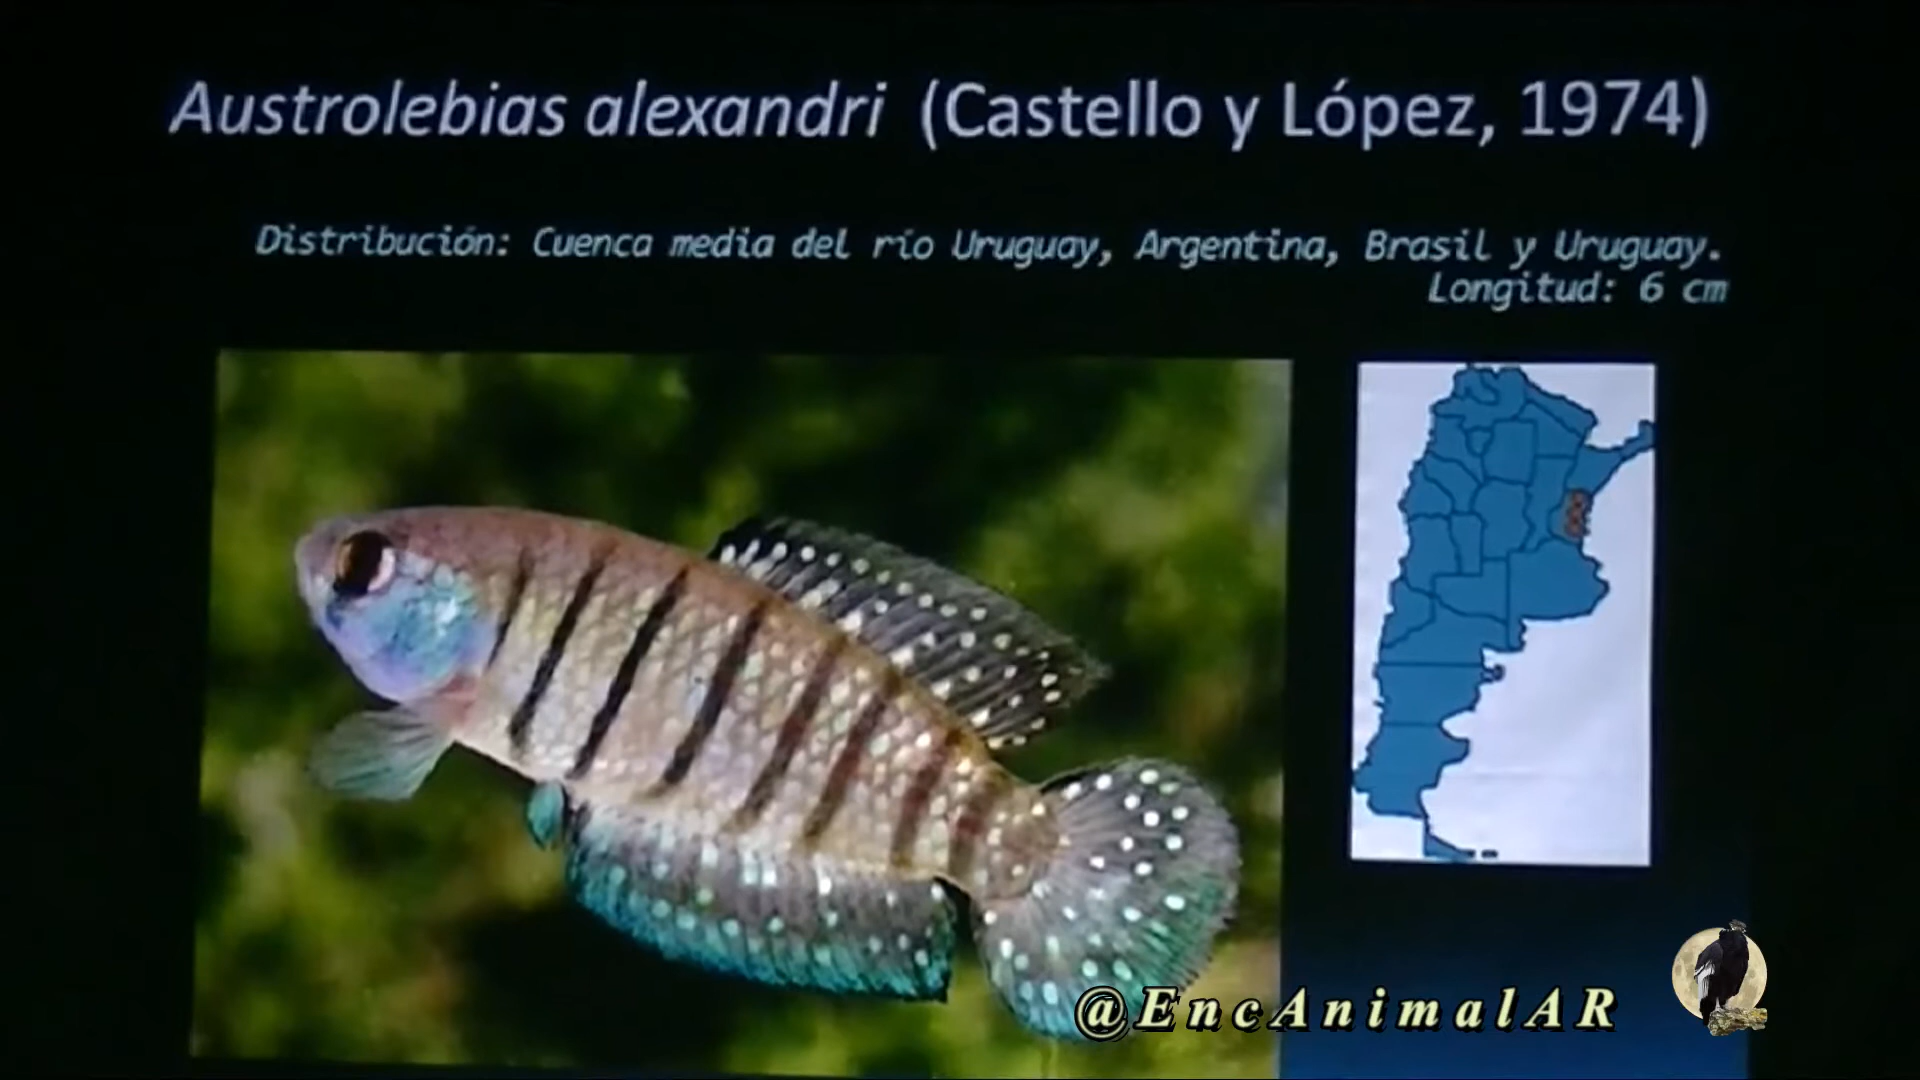 Austrolebias alexandri (Castello y López, 1974)
Distribución: Cuenca media del río Uruguay, Argentina, Brasil y Uruguay.
Longitud: 6 cm
@EncAnimalAR